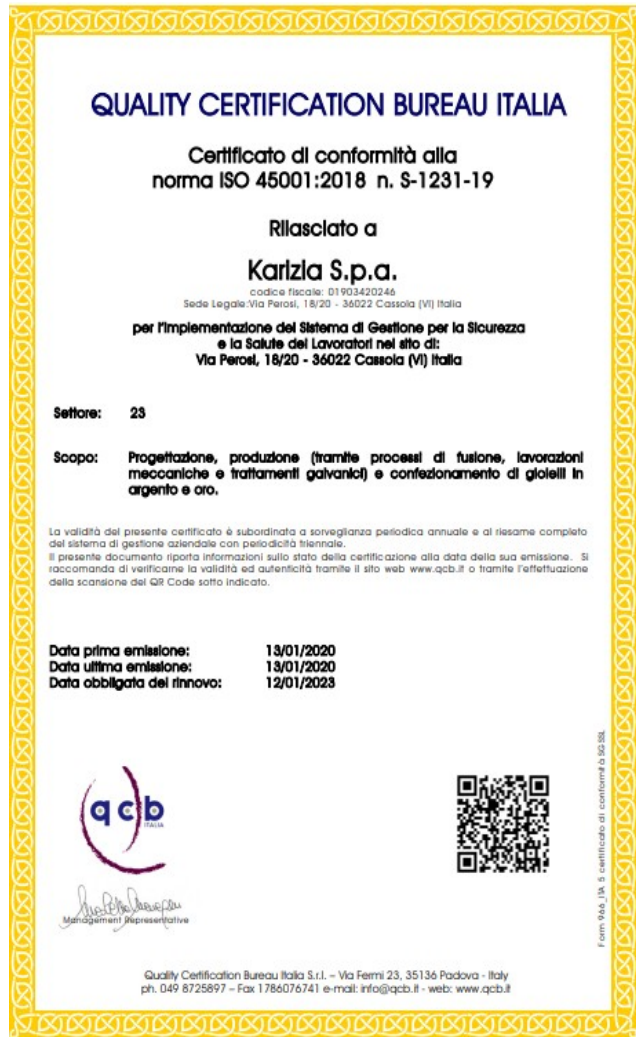 QUALITY CERTIFICATION BUREAU ITALIA
Certificato di conformità alla
norma ISO 45001:2018 n. S-1231-19
Rilasciato a
Karizia S.p.a.
codice fiscale: 01903420246
Sede Legale:Via Perosi, 18/20 - 36022 Cassola (VI) Italia
per l'implementazione del Sistema di Gestione per la Sicurezza
e la Salute dei Lavoratori nel sito di:
Via Perosi, 18/20 - 36022 Cassola (VI) Italia
Settore: 23
Scopo: Progettazione, produzione (tramite processi di fusione, lavorazioni
meccaniche e trattamenti galvanici) e confezionamento di gioielli in
argento e oro.
La validità del presente certificato è subordinata a sorveglianza periodica annuale e al riesame completo
del sistema di gestione aziendale con periodicità triennale.
Il presente documento riporta informazioni sullo stato della certificazione alla data della sua emissione. Si
raccomanda di verificarne la validità ed autenticità tramite il sito web www.qcb.it o tramite l'effettuazione
della scansione del QR Code sotto indicato.
Data prima emissione: 13/01/2020
Data ultima emissione: 13/01/2020
Data obbligata del rinnovo: 12/01/2023
qcb
ITALIA
Management Representative
Form 966_ITA 5 certificato di conformità SG SSL
Quality Certification Bureau Italia S.r.l. – Via Fermi 23, 35136 Padova - Italy
ph. 049 8725897 – Fax 1786076741 e-mail: info@qcb.it - web: www.qcb.it